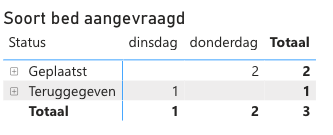 Soort bed aangevraagd
Status dinsdag donderdag Totaal
Geplaatst 2 2
Teruggegeven 1 1
Totaal 1 2 3